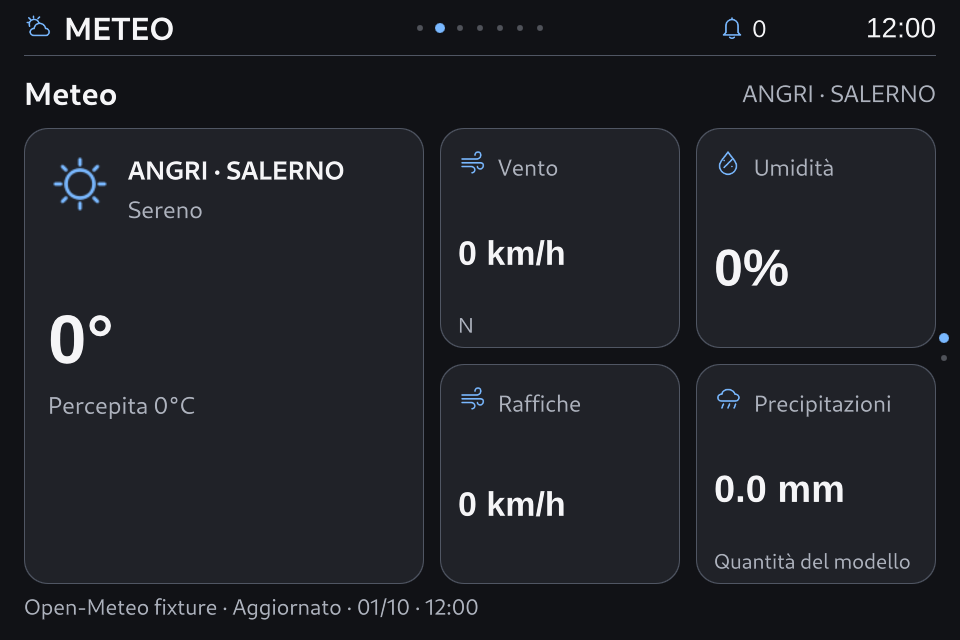 METEO
0
12:00
Meteo
ANGRI · SALERNO
ANGRI · SALERNO
Sereno
0°
Percepita 0°C
Vento
0 km/h
N
Umidità
0%
Raffiche
0 km/h
Precipitazioni
0.0 mm
Quantità del modello
Open-Meteo fixture · Aggiornato · 01/10 · 12:00